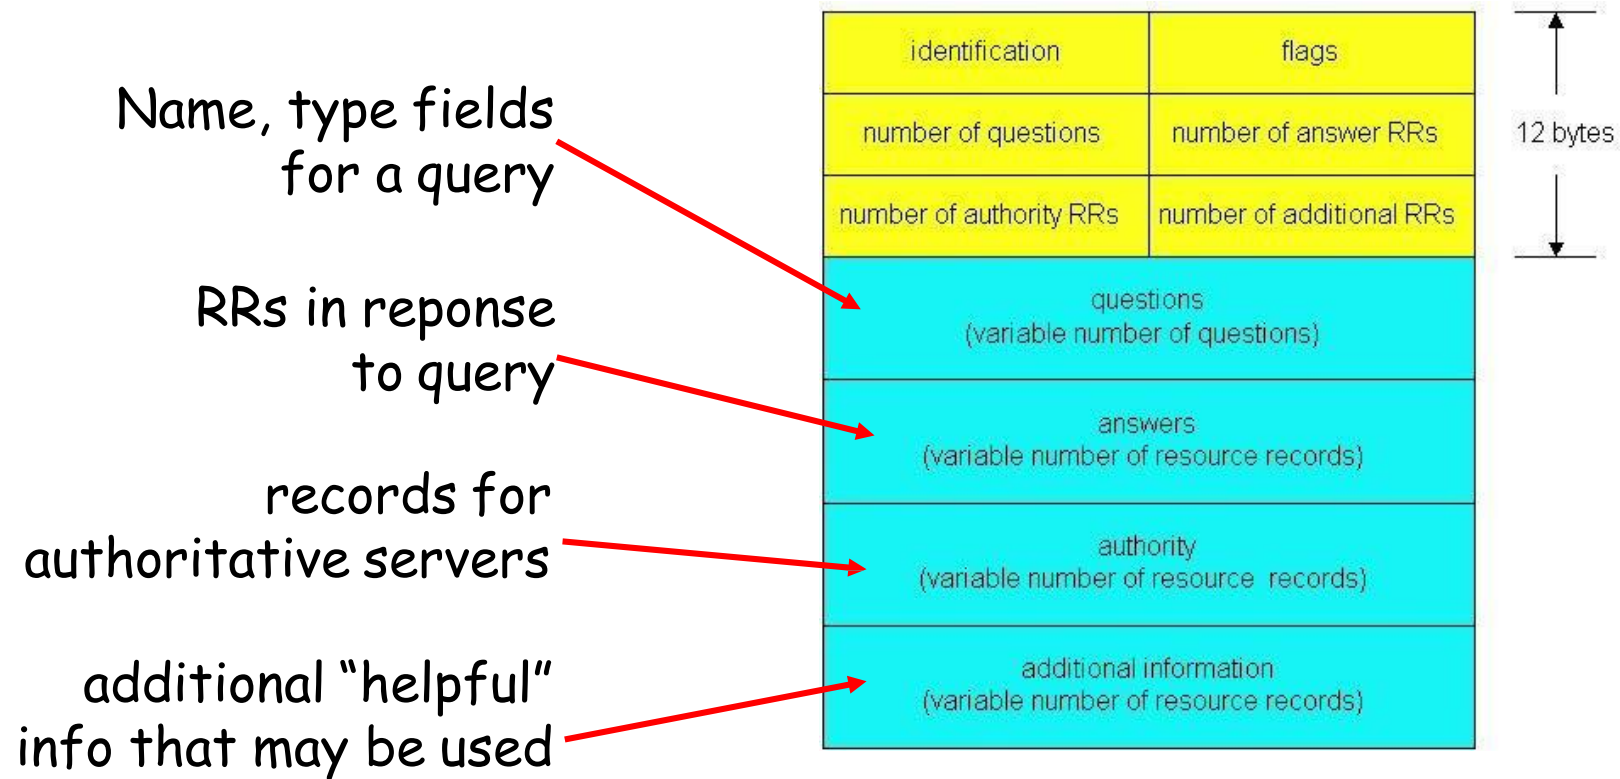 Name, type fields
for a query
RRs in reponse
to query
records for
authoritative servers
additional “helpful”
info that may be used
identification
flags
number of questions
number of answer RRs
number of authority RRs
number of additional RRs
12 bytes
questions
(variable number of questions)
answers
(variable number of resource records)
authority
(variable number of resource records)
additional information
(variable number of resource records)